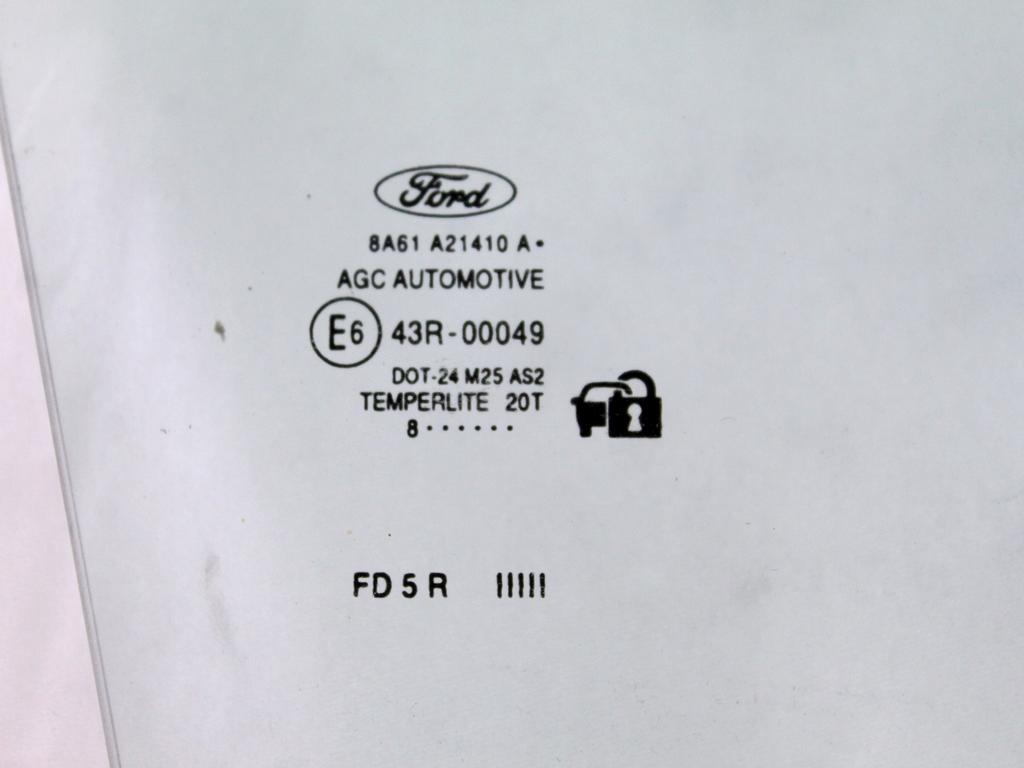 Ford
8A61 A21410 A•
AGC AUTOMOTIVE
E6 43R-00049
DOT-24 M25 AS2
TEMPERLITE 20T
8······
FD 5 R IIIII